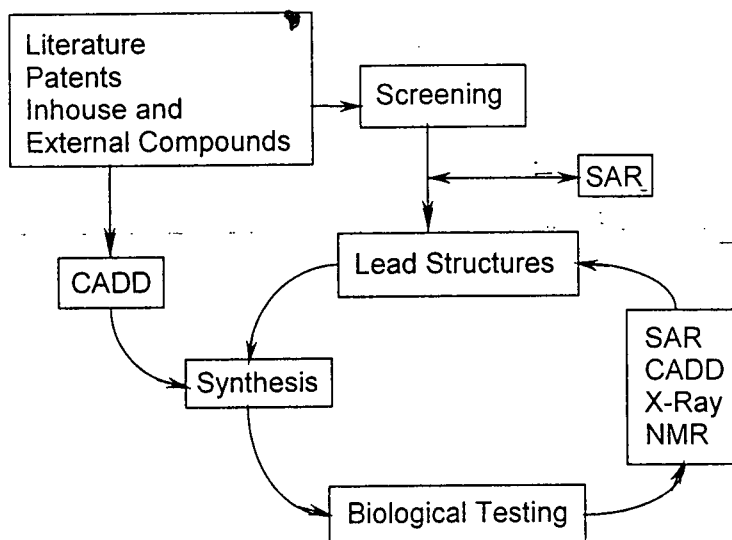 Literature
Patents
Inhouse and
External Compounds
Screening
SAR
CADD
Lead Structures
Synthesis
SAR
CADD
X-Ray
NMR
Biological Testing